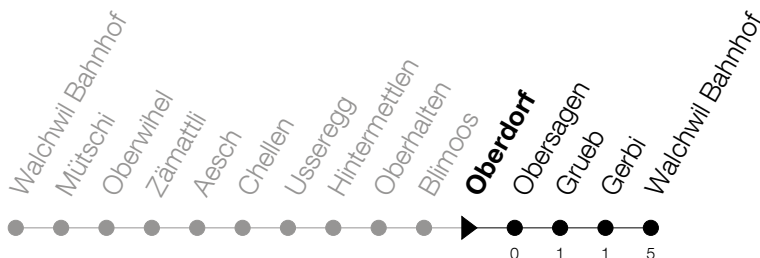 Walchwil Bahnhof
Mütschi
Oberwihel
Zämattli
Aesch
Chellen
Usseregg
Hintermettlen
Oberhalten
Blimoos
Oberdorf
Obersagen
Grueb
Gerbi
Walchwil Bahnhof
0 1 1 5